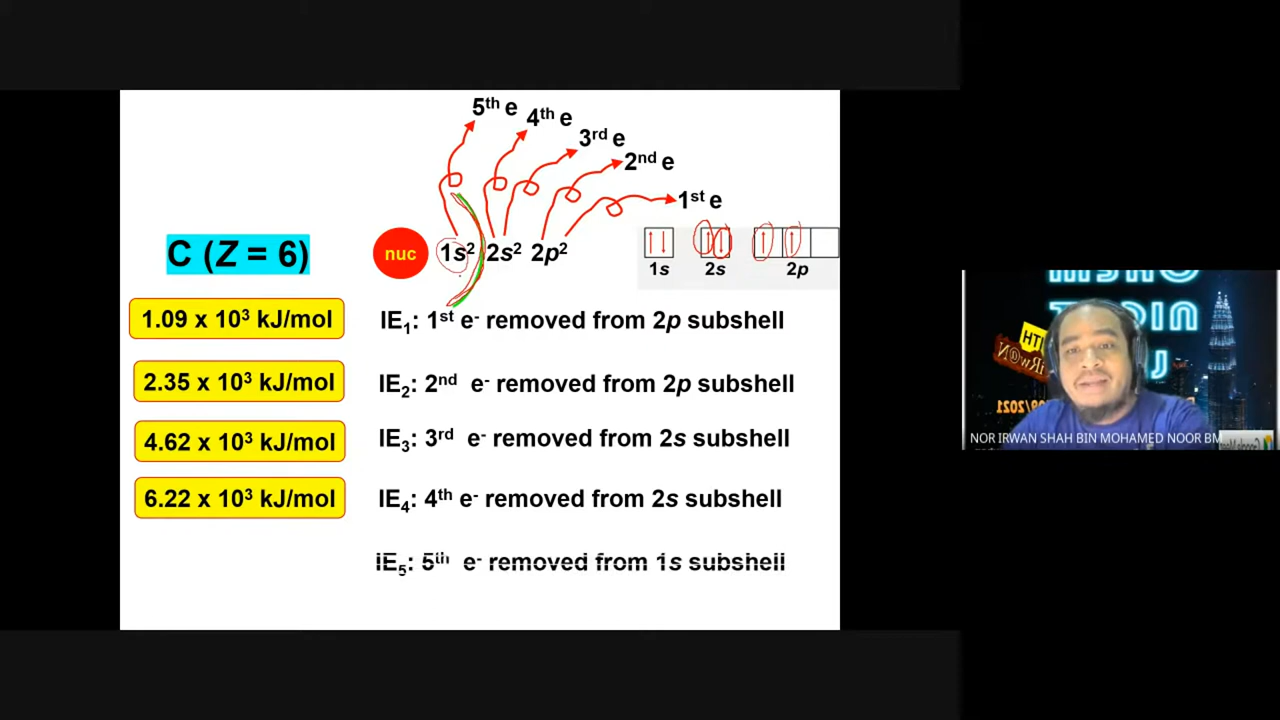 5th e
4th e
3rd e
2nd e
1st e
C (Z = 6)
nuc
1s² 2s² 2p²
1s
2s
2p
1.09 x 10³ kJ/mol
IE₁: 1st e- removed from 2p subshell
2.35 x 10³ kJ/mol
IE₂: 2nd e- removed from 2p subshell
4.62 x 10³ kJ/mol
IE₃: 3rd e- removed from 2s subshell
6.22 x 10³ kJ/mol
IE₄: 4th e- removed from 2s subshell
IE₅: 5th e- removed from 1s subshell
NOR IRWAN SHAH BIN MOHAMED NOOR BM